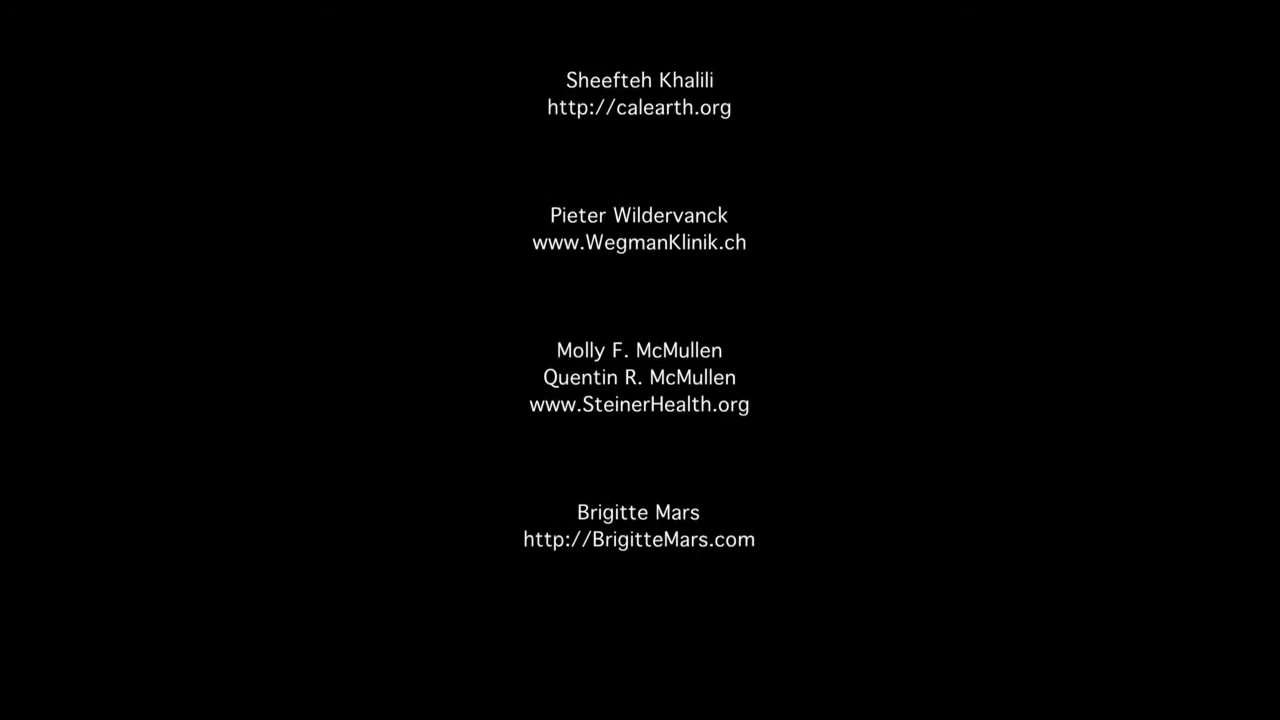 Sheefteh Khalili
http://calearth.org
Pieter Wildervanck
www.WegmanKlinik.ch
Molly F. McMullen
Quentin R. McMullen
www.SteinerHealth.org
Brigitte Mars
http://BrigitteMars.com